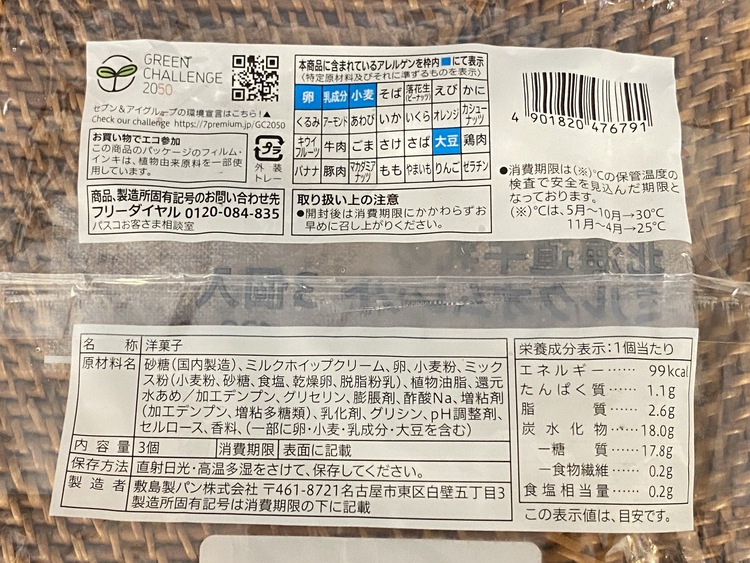 GREEN
CHALLENGE
2050
セブン&アイグループの環境宣言はこちら!▲
check our challenge https://7premium.jp/GC2050
お買い物でエコ参加
この商品のパッケージのフィルム・
インキは、植物由来原料を一部使
用しています。
外装
トレー
商品、製造所固有記号のお問い合わせ先
フリーダイヤル 0120-084-835
パスコお客さま相談室
本商品に含まれているアレルゲンを枠内■にて表示
(特定原材料及びそれに準ずるものを表示)
卵 乳成分 小麦 そば 落花生(ピーナッツ) えび かに
くるみ アーモンド あわび いか いくら オレンジ カシューナッツ
キウイフルーツ 牛肉 ごま さけ さば 大豆 鶏肉
バナナ 豚肉 マカダミアナッツ もも やまいも りんご ゼラチン
取り扱い上の注意
●開封後は消費期限にかかわらずお
早めに召し上がりください。
4 901820 476791
●消費期限は(※)℃の保管温度の
検査で安全を見込んだ期限と
なっております。
(※)℃は、5月〜10月→30℃
11月〜4月→25℃
名称 洋菓子
原材料名 砂糖(国内製造)、ミルクホイップクリーム、卵、小麦粉、ミックス
粉(小麦粉、砂糖、食塩、乾燥卵、脱脂粉乳)、植物油脂、還元
水あめ/加工デンプン、グリセリン、膨脹剤、酢酸Na、増粘剤
(加工デンプン、増粘多糖類)、乳化剤、グリシン、pH調整剤、
セルロース、香料、(一部に卵・小麦・乳成分・大豆を含む)
内容量 3個 消費期限 表面に記載
保存方法 直射日光・高温多湿をさけて、保存してください。
製造者 敷島製パン株式会社 〒461-8721名古屋市東区白壁五丁目3
製造所固有記号は消費期限の下に記載
栄養成分表示:1個当たり
エネルギー……99kcal
たんぱく質……1.1g
脂質……2.6g
炭水化物…18.0g
-糖質……17.8g
-食物繊維……0.2g
食塩相当量……0.2g
この表示値は、目安です。